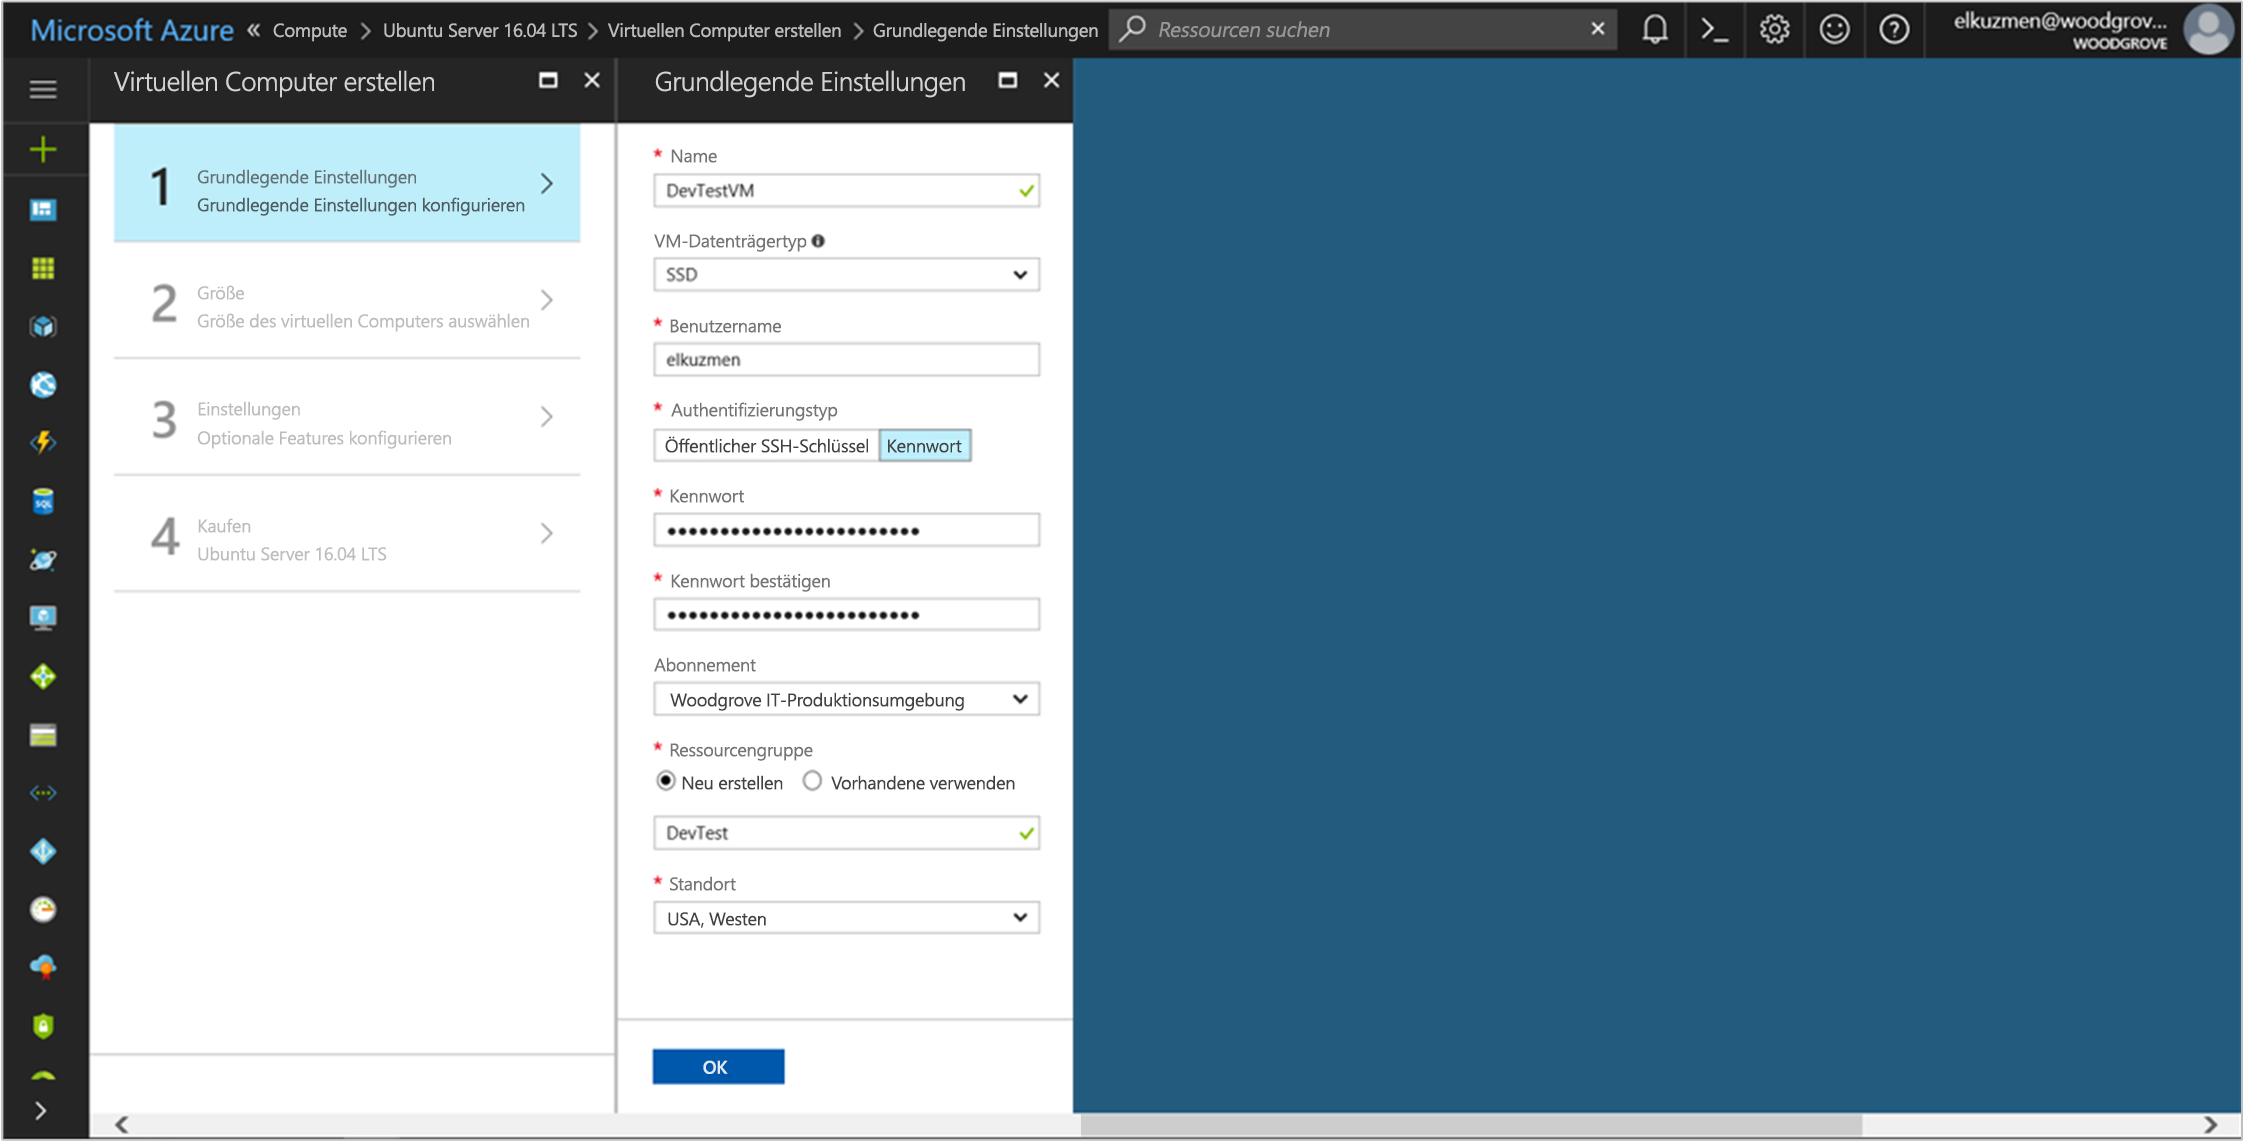 Microsoft Azure « Compute > Ubuntu Server 16.04 LTS > Virtuellen Computer erstellen > Grundlegende Einstellungen
Ressourcen suchen
elkuzmen@woodgrov...
WOODGROVE
Virtuellen Computer erstellen
1
Grundlegende Einstellungen
Grundlegende Einstellungen konfigurieren
2
Größe
Größe des virtuellen Computers auswählen
3
Einstellungen
Optionale Features konfigurieren
4
Kaufen
Ubuntu Server 16.04 LTS
Grundlegende Einstellungen
* Name
DevTestVM
VM-Datenträgertyp
SSD
* Benutzername
elkuzmen
* Authentifizierungstyp
Öffentlicher SSH-Schlüssel Kennwort
* Kennwort
* Kennwort bestätigen
Abonnement
Woodgrove IT-Produktionsumgebung
* Ressourcengruppe
Neu erstellen Vorhandene verwenden
DevTest
* Standort
USA, Westen
OK
SQL